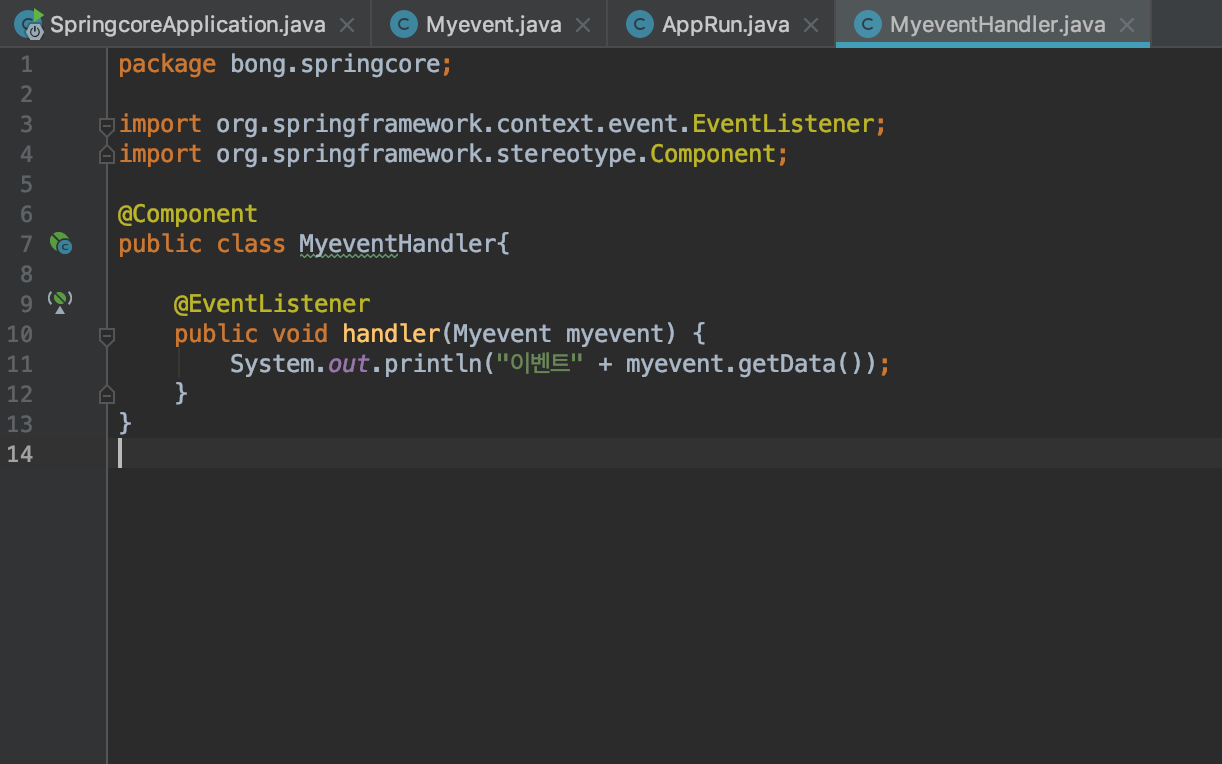 SpringcoreApplication.java Myevent.java AppRun.java MyeventHandler.java
1 package bong.springcore;
2
3 import org.springframework.context.event.EventListener;
4 import org.springframework.stereotype.Component;
5
6 @Component
7 public class MyeventHandler{
8
9 @EventListener
10 public void handler(Myevent myevent) {
11 System.out.println("이벤트" + myevent.getData());
12 }
13 }
14